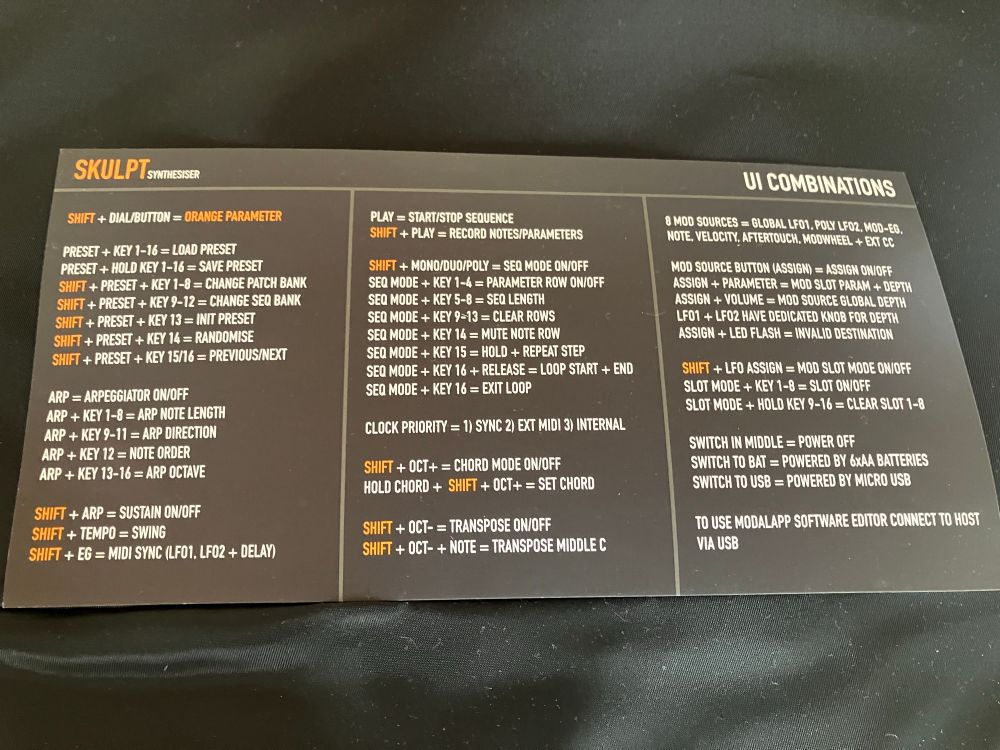 SKULPT SYNTHESISER
UI COMBINATIONS
SHIFT + DIAL/BUTTON = ORANGE PARAMETER
PRESET + KEY 1-16 = LOAD PRESET
PRESET + HOLD KEY 1-16 = SAVE PRESET
SHIFT + PRESET + KEY 1-8 = CHANGE PATCH BANK
SHIFT + PRESET + KEY 9-12 = CHANGE SEQ BANK
SHIFT + PRESET + KEY 13 = INIT PRESET
SHIFT + PRESET + KEY 14 = RANDOMISE
SHIFT + PRESET + KEY 15/16 = PREVIOUS/NEXT
ARP = ARPEGGIATOR ON/OFF
ARP + KEY 1-8 = ARP NOTE LENGTH
ARP + KEY 9-11 = ARP DIRECTION
ARP + KEY 12 = NOTE ORDER
ARP + KEY 13-16 = ARP OCTAVE
SHIFT + ARP = SUSTAIN ON/OFF
SHIFT + TEMPO = SWING
SHIFT + EG = MIDI SYNC (LFO1, LFO2 + DELAY)
PLAY = START/STOP SEQUENCE
SHIFT + PLAY = RECORD NOTES/PARAMETERS
SHIFT + MONO/DUO/POLY = SEQ MODE ON/OFF
SEQ MODE + KEY 1-4 = PARAMETER ROW ON/OFF
SEQ MODE + KEY 5-8 = SEQ LENGTH
SEQ MODE + KEY 9-13 = CLEAR ROWS
SEQ MODE + KEY 14 = MUTE NOTE ROW
SEQ MODE + KEY 15 = HOLD + REPEAT STEP
SEQ MODE + KEY 16 + RELEASE = LOOP START + END
SEQ MODE + KEY 16 = EXIT LOOP
CLOCK PRIORITY = 1) SYNC 2) EXT MIDI 3) INTERNAL
SHIFT + OCT+ = CHORD MODE ON/OFF
HOLD CHORD + SHIFT + OCT+ = SET CHORD
SHIFT + OCT- = TRANSPOSE ON/OFF
SHIFT + OCT- + NOTE = TRANSPOSE MIDDLE C
8 MOD SOURCES = GLOBAL LFO1, POLY LFO2, MOD-EG,
NOTE, VELOCITY, AFTERTOUCH, MODWHEEL + EXT CC
MOD SOURCE BUTTON (ASSIGN) = ASSIGN ON/OFF
ASSIGN + PARAMETER = MOD SLOT PARAM + DEPTH
ASSIGN + VOLUME = MOD SOURCE GLOBAL DEPTH
LFO1 + LFO2 HAVE DEDICATED KNOB FOR DEPTH
ASSIGN + LED FLASH = INVALID DESTINATION
SHIFT + LFO ASSIGN = MOD SLOT MODE ON/OFF
SLOT MODE + KEY 1-8 = SLOT ON/OFF
SLOT MODE + HOLD KEY 9-16 = CLEAR SLOT 1-8
SWITCH IN MIDDLE = POWER OFF
SWITCH TO BAT = POWERED BY 6xAA BATTERIES
SWITCH TO USB = POWERED BY MICRO USB
TO USE MODALAPP SOFTWARE EDITOR CONNECT TO HOST
VIA USB